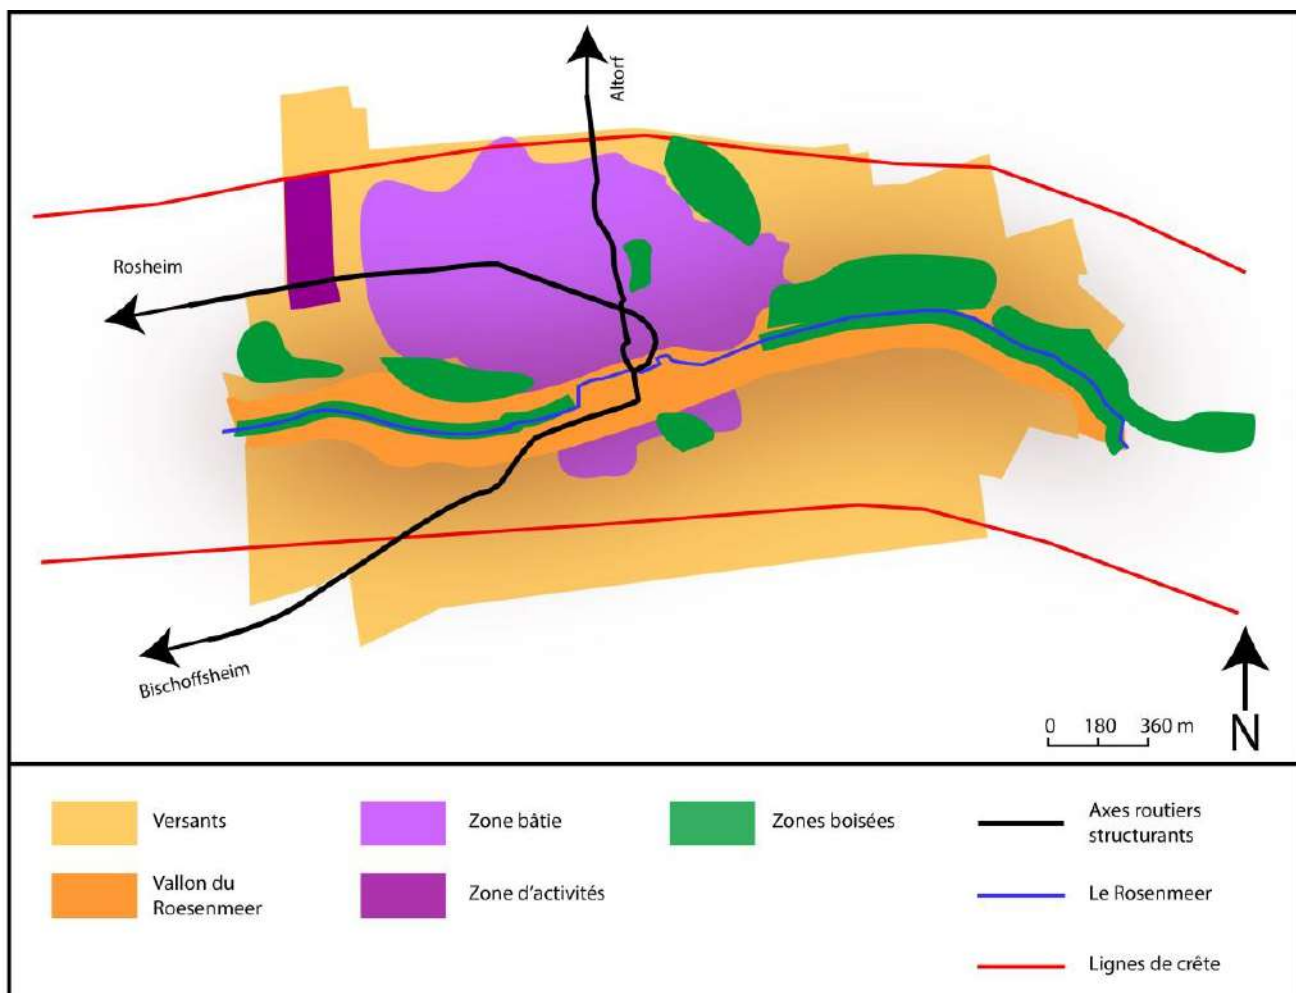 Altorf
Rosheim
Bischoffsheim
0 180 360 m
N
Versants
Zone bâtie
Zones boisées
Axes routiers
structurants
Vallon du
Roesenmeer
Zone d'activités
Le Rosenmeer
Lignes de crête